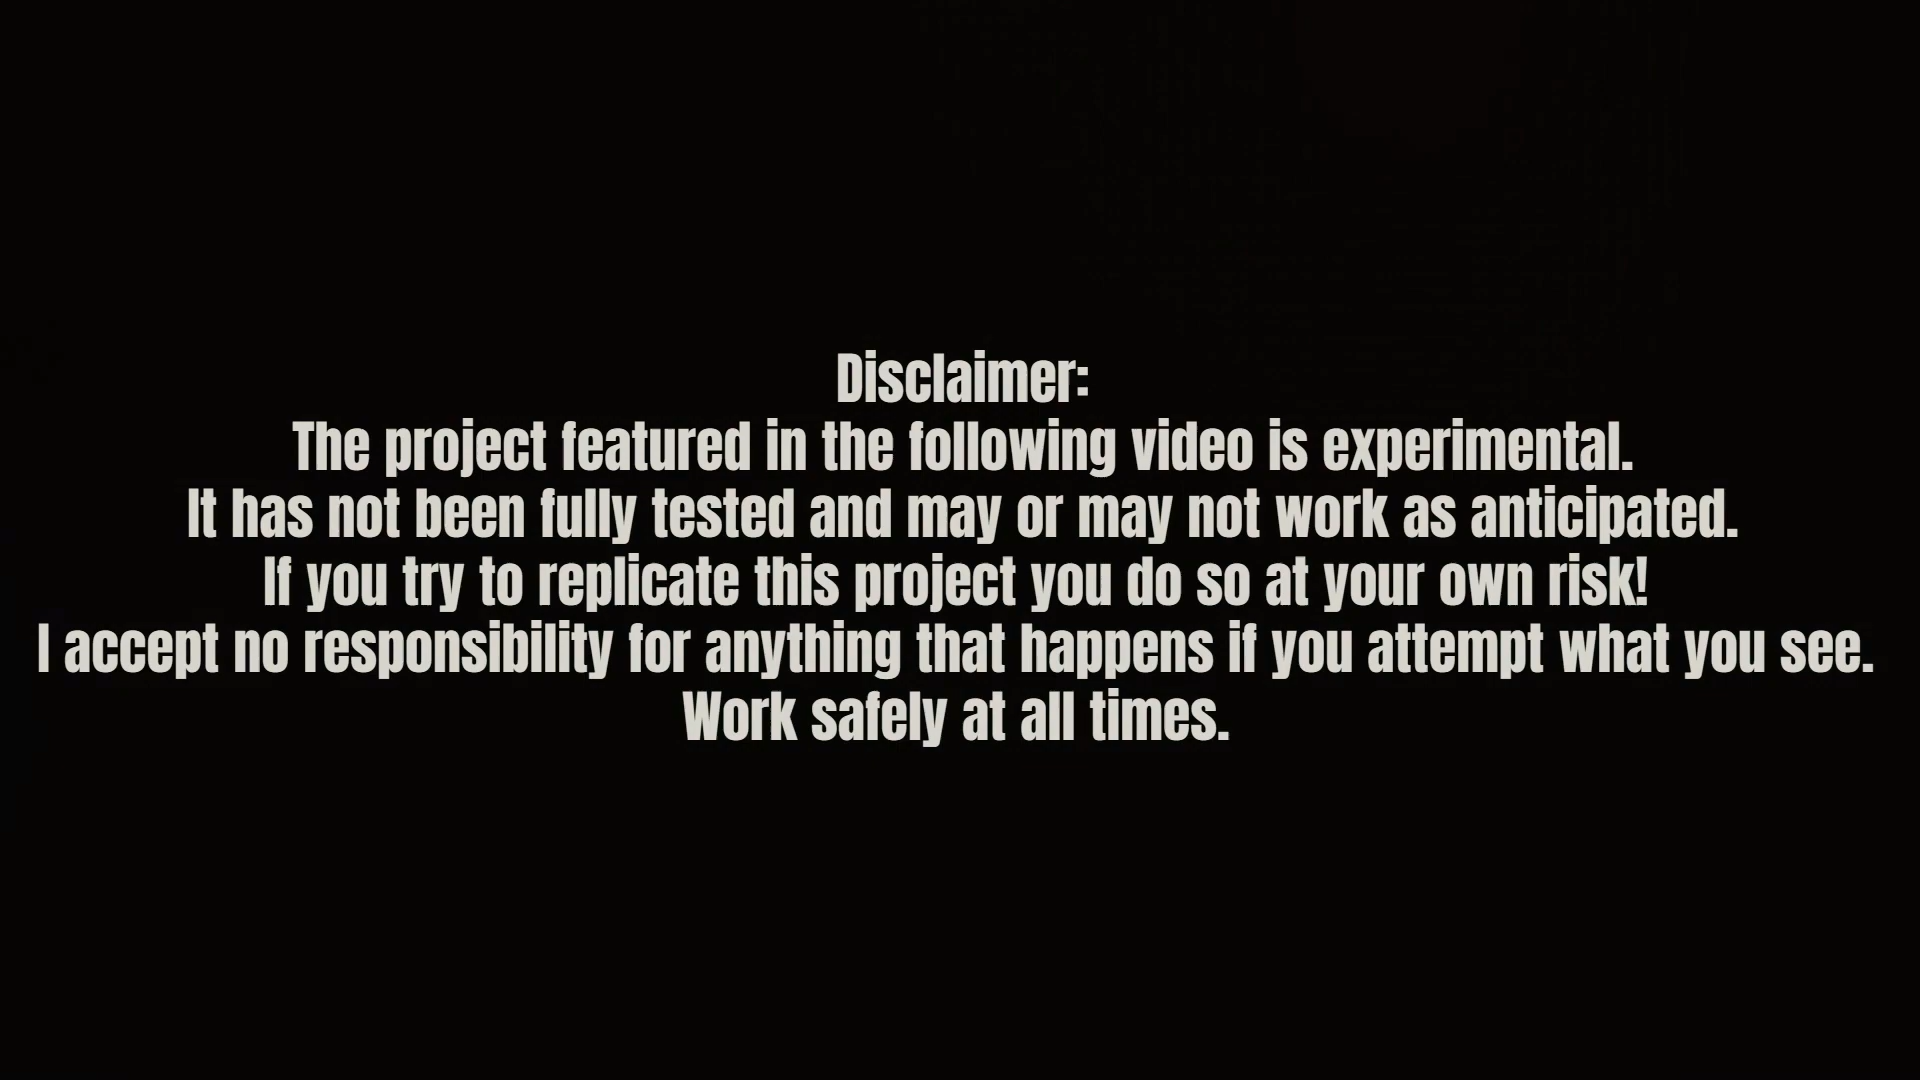 Disclaimer:
The project featured in the following video is experimental.
It has not been fully tested and may or may not work as anticipated.
If you try to replicate this project you do so at your own risk!
I accept no responsibility for anything that happens if you attempt what you see.
Work safely at all times.